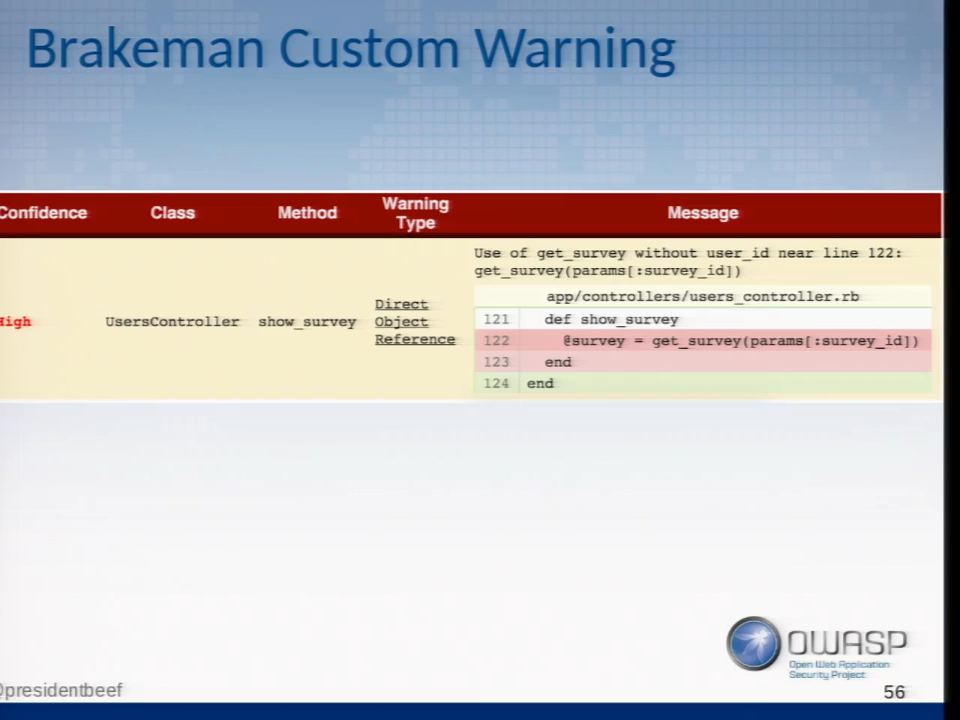 Brakeman Custom Warning
Confidence Class Method Warning Type Message
Use of get_survey without user_id near line 122:
get_survey(params[:survey_id])
app/controllers/users_controller.rb
High UsersController show_survey Direct Object Reference
121 def show_survey
122 @survey = get_survey(params[:survey_id])
123 end
124 end
OWASP
Open Web Application
Security Project
@presidentbeef
56